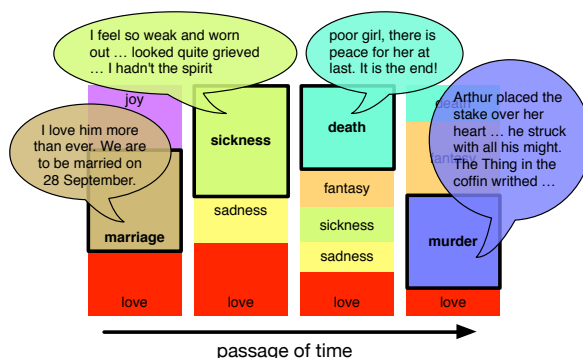 I feel so weak and worn
out ... looked quite grieved
... I hadn't the spirit
poor girl, there is
peace for her at
last. It is the end!
Arthur placed the
stake over her
heart ... he struck
with all his might.
The Thing in the
coffin writhed ...
I love him more
than ever. We are
to be married on
28 September.
joy
marriage
love
sickness
sadness
love
death
fantasy
sickness
sadness
love
death
fantasy
murder
love
passage of time